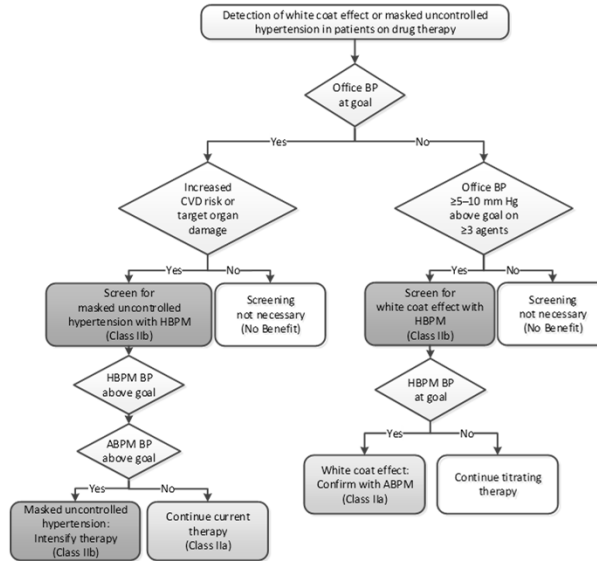 Detection of white coat effect or masked uncontrolled
hypertension in patients on drug therapy
Office BP
at goal
Yes
No
Increased
CVD risk or
target organ
damage
Office BP
≥5–10 mm Hg
above goal on
≥3 agents
Yes
No
Yes
No
Screen for
masked uncontrolled
hypertension with HBPM
(Class IIb)
Screening
not necessary
(No Benefit)
Screen for
white coat effect with
HBPM
(Class IIb)
Screening
not necessary
(No Benefit)
HBPM BP
above goal
HBPM BP
at goal
ABPM BP
above goal
Yes
No
Yes
No
White coat effect:
Confirm with ABPM
(Class IIa)
Continue titrating
therapy
Masked uncontrolled
hypertension:
Intensify therapy
(Class IIb)
Continue current
therapy
(Class IIa)